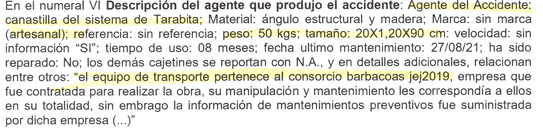 En el numeral VI Descripción del agente que produjo el accidente: Agente del Accidente:
canastilla del sistema de Tarabita; Material: ángulo estructural y madera; Marca: sin marca
(artesanal); referencia: sin referencia; peso: 50 kgs; tamaño: 20X1,20X90 cm: velocidad: sin
información "SI"; tiempo de uso: 08 meses; fecha ultimo mantenimiento: 27/08/21; ha sido
reparado: No; los demás cajetines se reportan con N.A., y en detalles adicionales, relacionan
entre otros: "el equipo de transporte pertenece al consorcio barbacoas jej2019, empresa que
fue contratada para realizar la obra, su manipulación y mantenimiento les correspondía a ellos
en su totalidad, sin embrago la información de mantenimientos preventivos fue suministrada
por dicha empresa (...)"